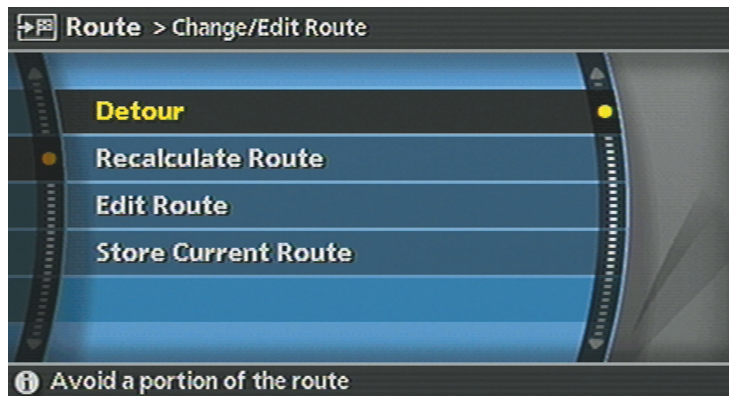 Route > Change/Edit Route
Detour
Recalculate Route
Edit Route
Store Current Route
Avoid a portion of the route